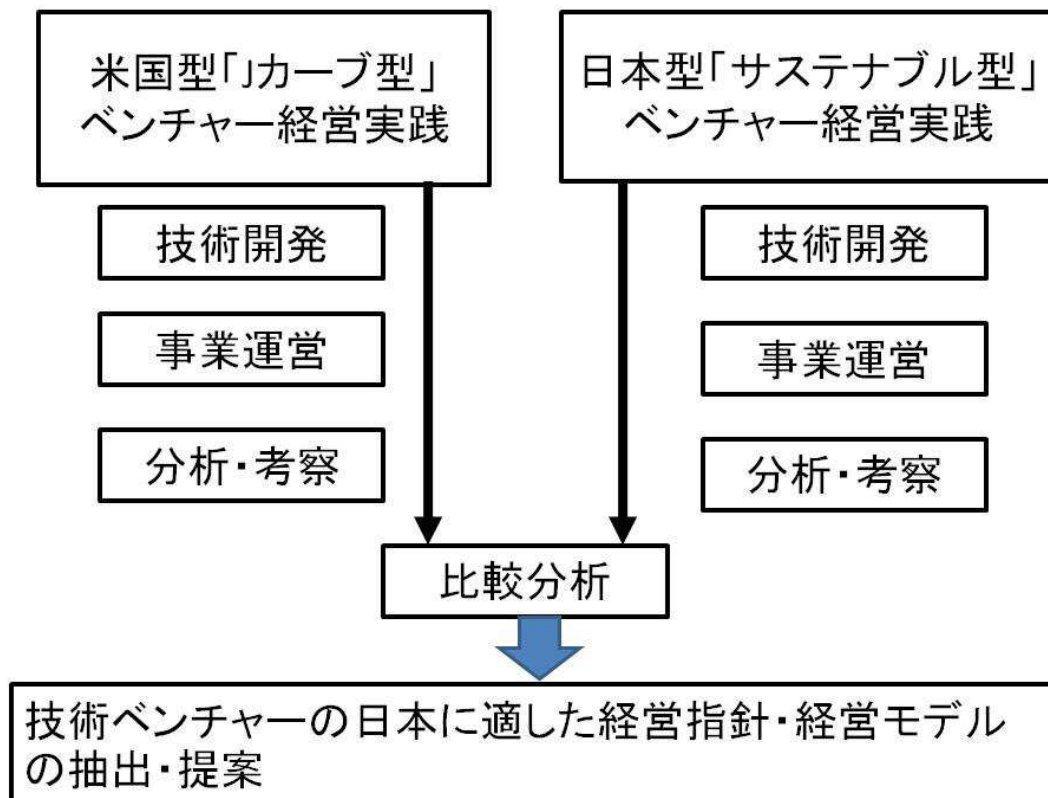 米国型「Jカーブ型」
ベンチャー経営実践
日本型「サステナブル型」
ベンチャー経営実践
技術開発
事業運営
分析・考察
技術開発
事業運営
分析・考察
比較分析
技術ベンチャーの日本に適した経営指針・経営モデル
の抽出・提案